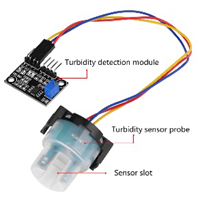 Turbidity detection module
Turbidity sensor probe
Sensor slot